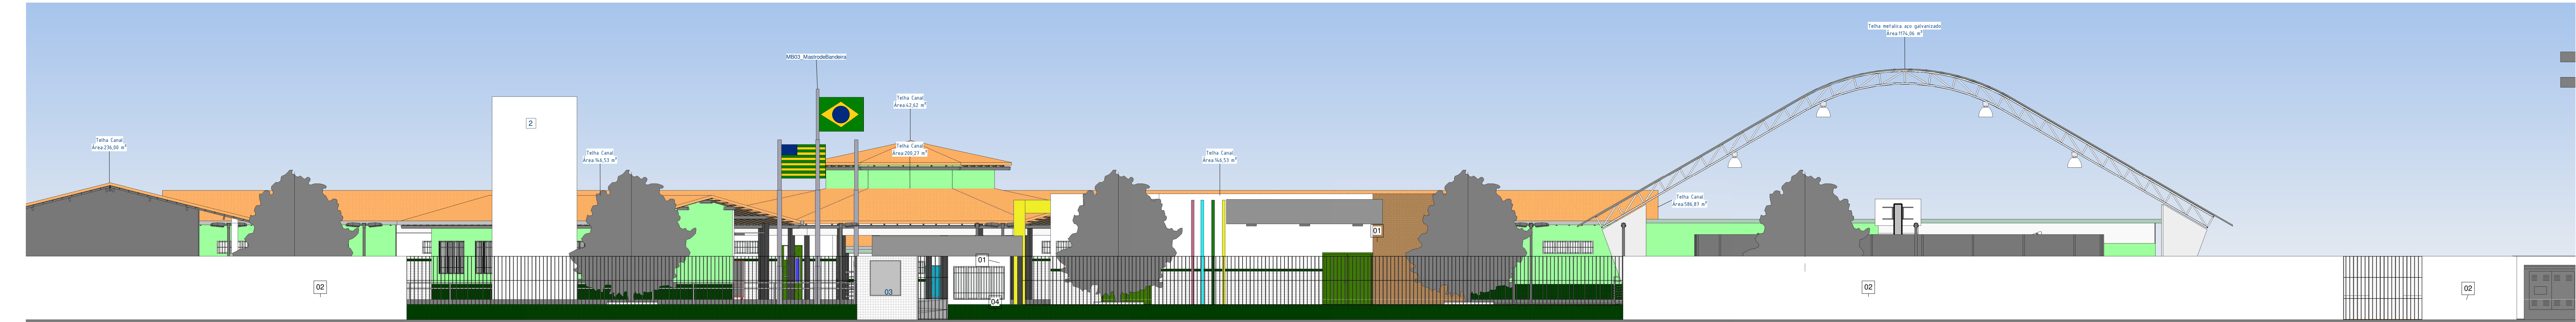 Telha metalica aço galvanizado
Área:1174,06 m²
MB03_MastrodeBandeira
Telha Canal
Área:42,62 m²
2
Telha Canal
Área:236,00 m²
Telha Canal
Área:146,53 m²
Telha Canal
Área:200,27 m²
Telha Canal
Área:146,53 m²
Telha Canal
Área:586,87 m²
01
01
02
03
04
02
02